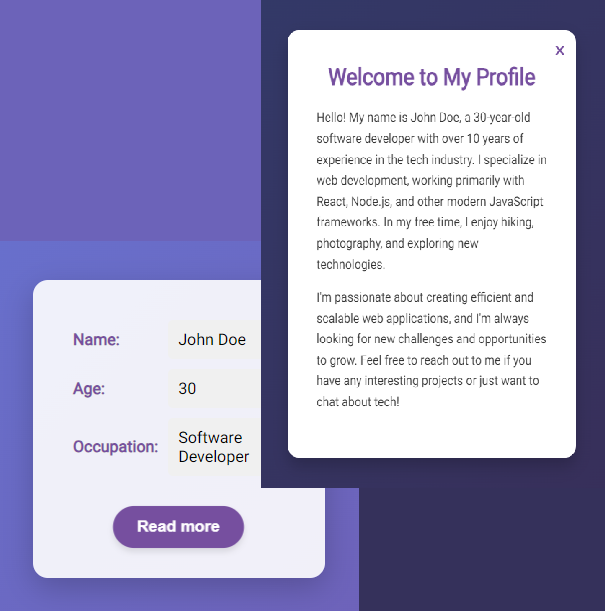 x
Welcome to My Profile
Hello! My name is John Doe, a 30-year-old
software developer with over 10 years of
experience in the tech industry. I specialize in
web development, working primarily with
React, Node.js, and other modern JavaScript
frameworks. In my free time, I enjoy hiking,
photography, and exploring new
technologies.
I'm passionate about creating efficient and
scalable web applications, and I'm always
looking for new challenges and opportunities
to grow. Feel free to reach out to me if you
have any interesting projects or just want to
chat about tech!
Name: John Doe
Age: 30
Occupation: Software
Developer
Read more